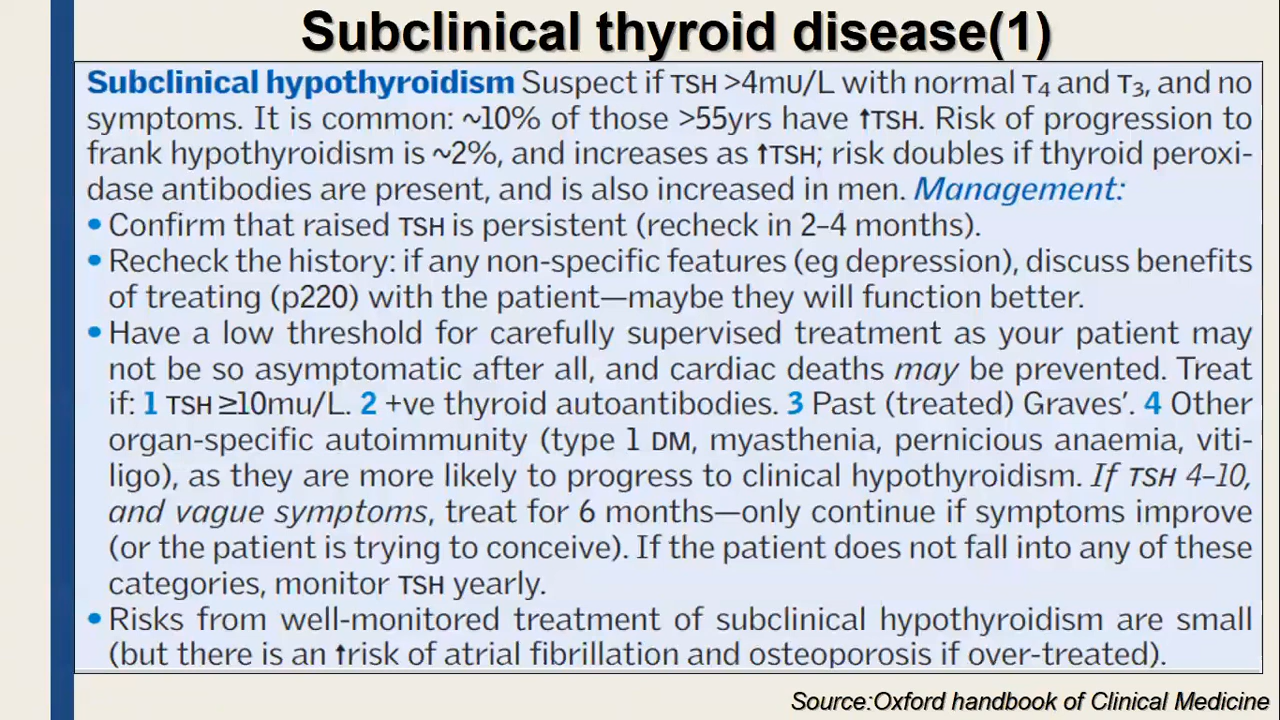 Subclinical thyroid disease(1)
Subclinical hypothyroidism Suspect if TSH >4mU/L with normal T₄ and T₃, and no
symptoms. It is common: ~10% of those >55yrs have ↑TSH. Risk of progression to
frank hypothyroidism is ~2%, and increases as ↑TSH; risk doubles if thyroid peroxi-
dase antibodies are present, and is also increased in men. Management:
• Confirm that raised TSH is persistent (recheck in 2–4 months).
• Recheck the history: if any non-specific features (eg depression), discuss benefits
of treating (p220) with the patient—maybe they will function better.
• Have a low threshold for carefully supervised treatment as your patient may
not be so asymptomatic after all, and cardiac deaths may be prevented. Treat
if: 1 TSH ≥10mu/L. 2 +ve thyroid autoantibodies. 3 Past (treated) Graves'. 4 Other
organ-specific autoimmunity (type 1 DM, myasthenia, pernicious anaemia, viti-
ligo), as they are more likely to progress to clinical hypothyroidism. If TSH 4–10,
and vague symptoms, treat for 6 months—only continue if symptoms improve
(or the patient is trying to conceive). If the patient does not fall into any of these
categories, monitor TSH yearly.
• Risks from well-monitored treatment of subclinical hypothyroidism are small
(but there is an ↑risk of atrial fibrillation and osteoporosis if over-treated).
Source:Oxford handbook of Clinical Medicine